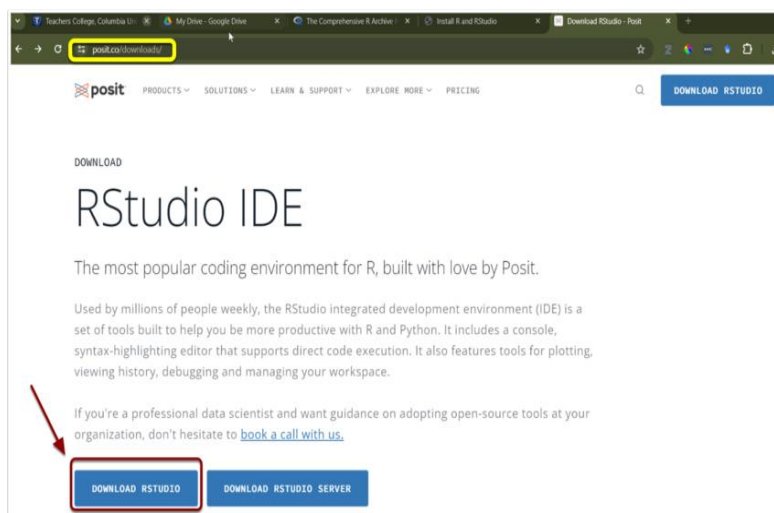 Teachers College, Columbia Un
My Drive - Google Drive
The Comprehensive R Archive
Install R and RStudio
Download RStudio - Posit
posit.co/downloads/
posit
PRODUCTS
SOLUTIONS
LEARN & SUPPORT
EXPLORE MORE
PRICING
DOWNLOAD RSTUDIO
DOWNLOAD
RStudio IDE
The most popular coding environment for R, built with love by Posit.
Used by millions of people weekly, the RStudio integrated development environment (IDE) is a
set of tools built to help you be more productive with R and Python. It includes a console,
syntax-highlighting editor that supports direct code execution. It also features tools for plotting,
viewing history, debugging and managing your workspace.
If you're a professional data scientist and want guidance on adopting open-source tools at your
organization, don't hesitate to book a call with us.
DOWNLOAD RSTUDIO
DOWNLOAD RSTUDIO SERVER